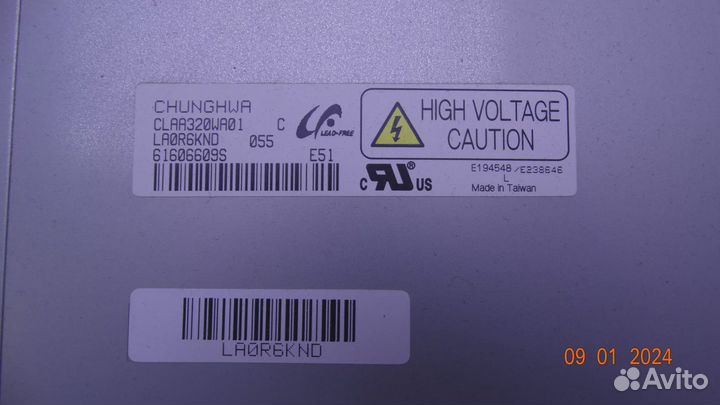 CHUNGHWA
CLAA320WA01 C
LA0R6KND 055
61606609S E51
LEAD-FREE
HIGH VOLTAGE
CAUTION
C RU ® US
E194548 /E238646
L
Made in Taiwan
LA0R6KND
09 01 2024
Avito